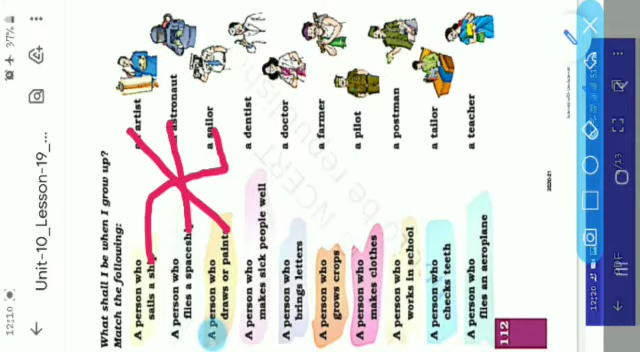 12:10
37%
Unit-10_Lesson-19_...
What shall I be when I grow up?
Match the following:
A person who
sails a ship
A person who
flies a spaceship
A person who
draws or paints
A person who
makes sick people well
A person who
brings letters
A person who
grows crops
A person who
makes clothes
A person who
works in school
A person who
checks teeth
A person who
flies an aeroplane
artist
astronaut
a sailor
a dentist
a doctor
a farmer
a pilot
a postman
a tailor
a teacher
112
2020-21
12:20